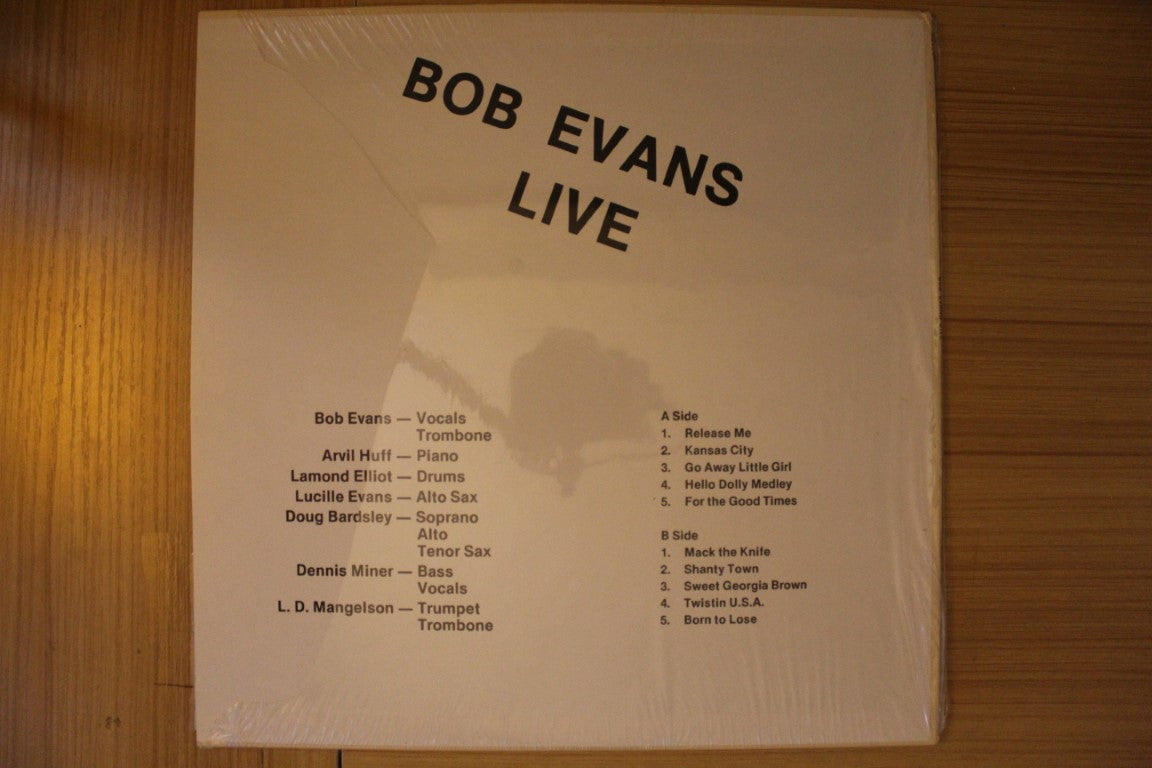 BOB EVANS
LIVE
Bob Evans — Vocals
Trombone
Arvil Huff — Piano
Lamond Elliot — Drums
Lucille Evans — Alto Sax
Doug Bardsley — Soprano
Alto
Tenor Sax
Dennis Miner — Bass
Vocals
L. D. Mangelson — Trumpet
Trombone
A Side
1. Release Me
2. Kansas City
3. Go Away Little Girl
4. Hello Dolly Medley
5. For the Good Times
B Side
1. Mack the Knife
2. Shanty Town
3. Sweet Georgia Brown
4. Twistin U.S.A.
5. Born to Lose